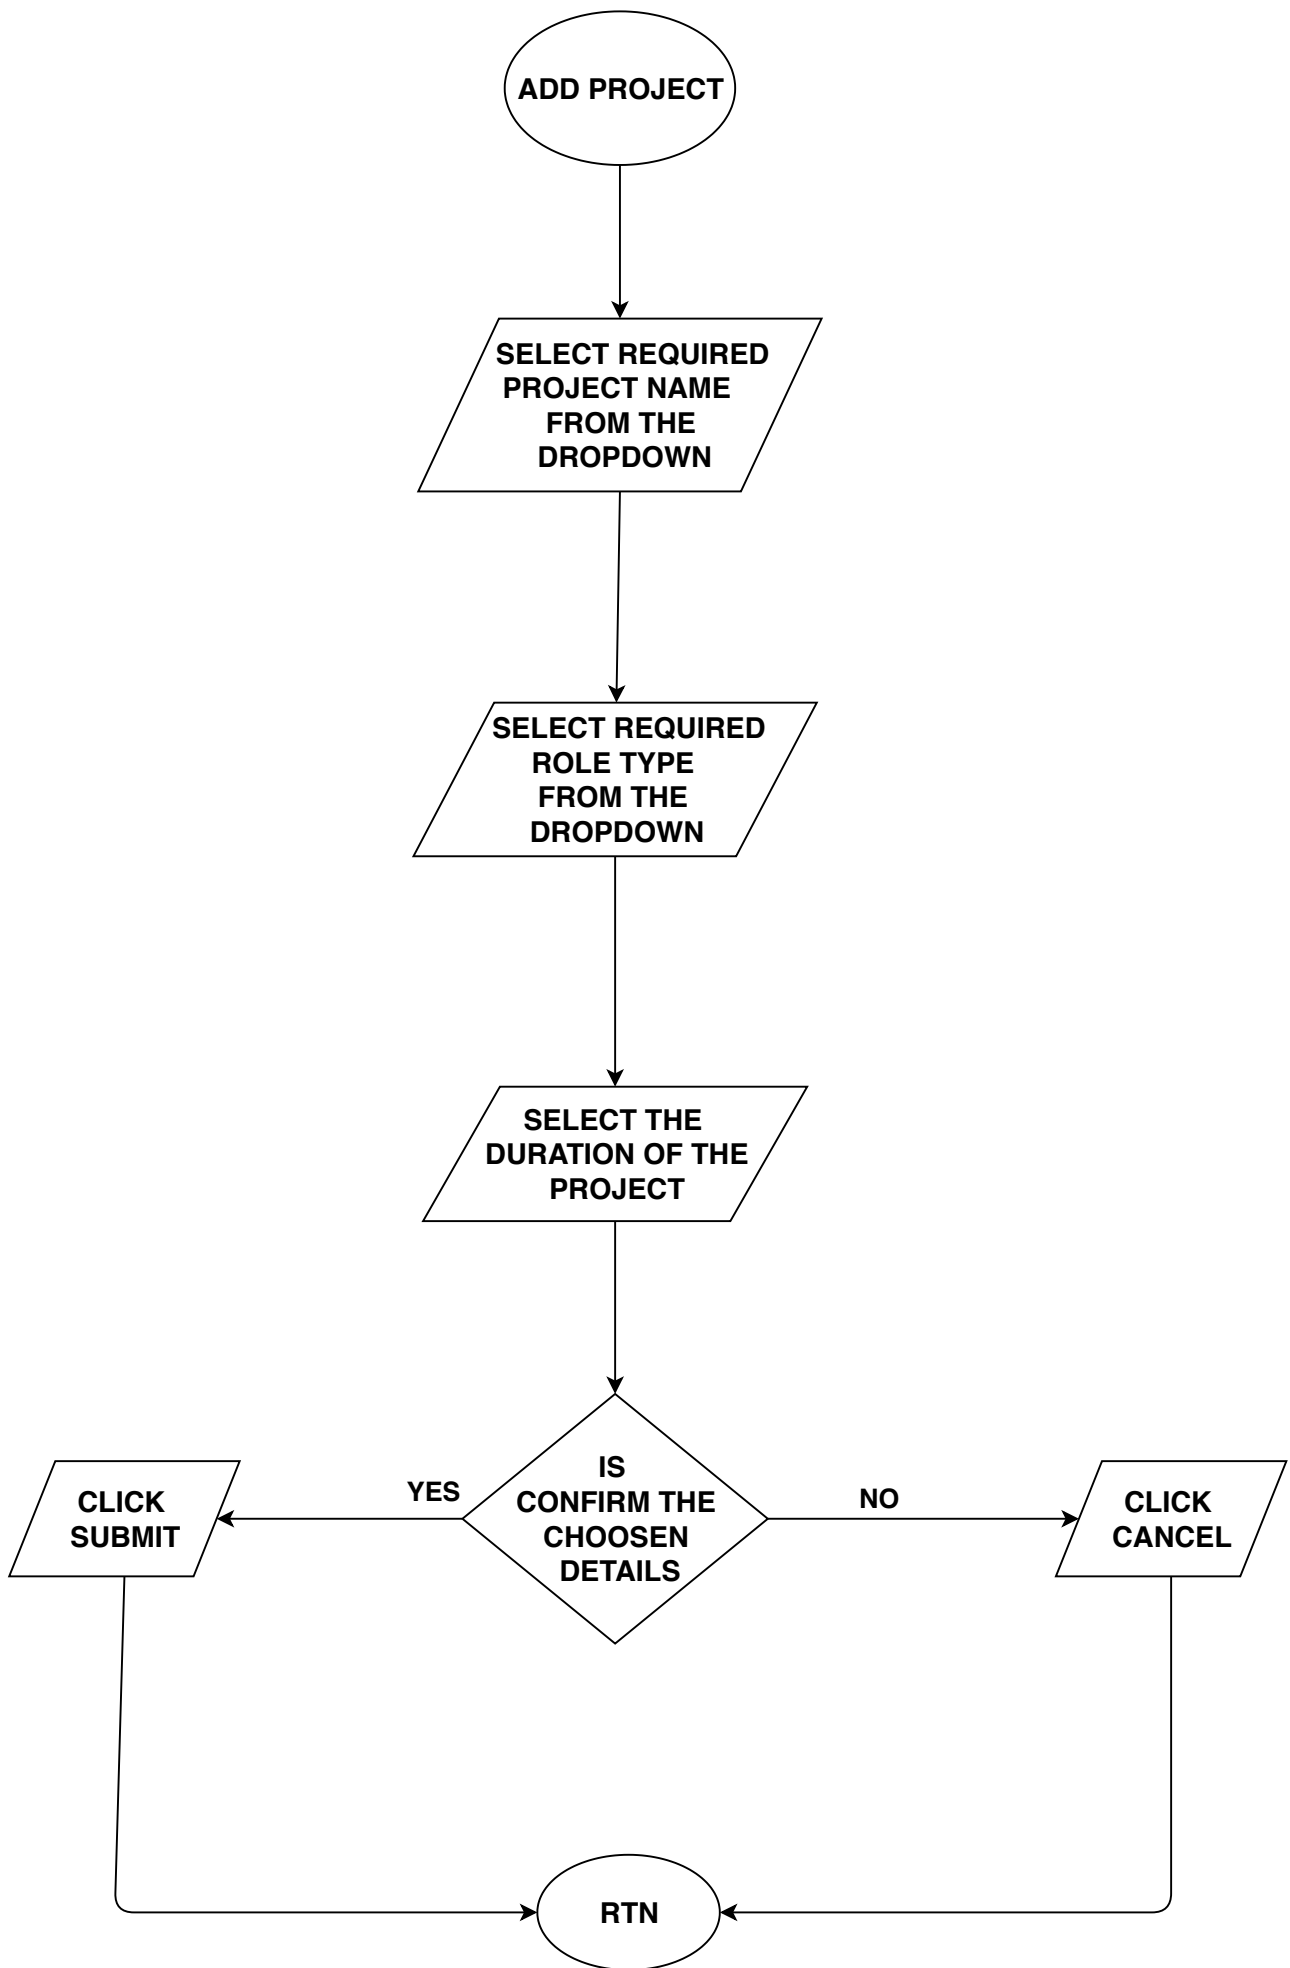 ADD PROJECT
SELECT REQUIRED
PROJECT NAME
FROM THE
DROPDOWN
SELECT REQUIRED
ROLE TYPE
FROM THE
DROPDOWN
SELECT THE
DURATION OF THE
PROJECT
IS
CONFIRM THE
CHOOSEN
DETAILS
YES
NO
CLICK
SUBMIT
CLICK
CANCEL
RTN